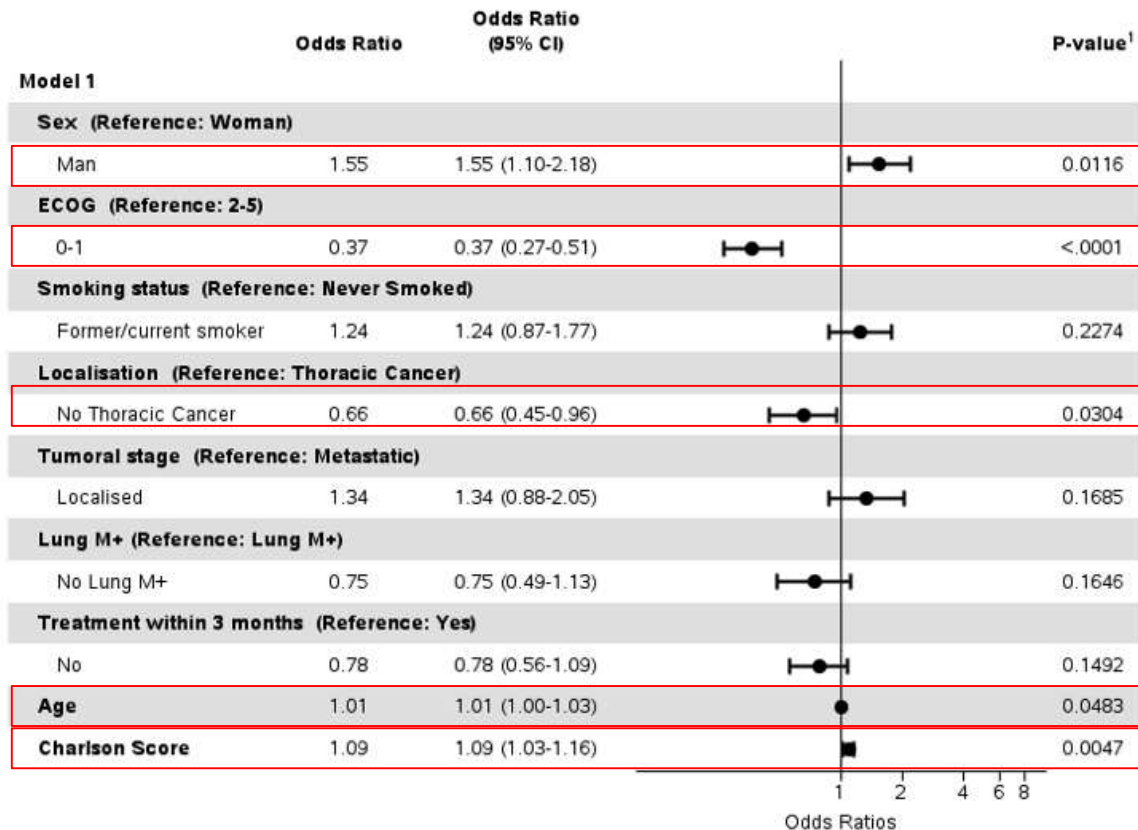 Odds Ratio Odds Ratio (95% CI) P-value¹
Model 1
Sex (Reference: Woman)
Man 1.55 1.55 (1.10-2.18) 0.0116
ECOG (Reference: 2-5)
0-1 0.37 0.37 (0.27-0.51) <.0001
Smoking status (Reference: Never Smoked)
Former/current smoker 1.24 1.24 (0.87-1.77) 0.2274
Localisation (Reference: Thoracic Cancer)
No Thoracic Cancer 0.66 0.66 (0.45-0.96) 0.0304
Tumoral stage (Reference: Metastatic)
Localised 1.34 1.34 (0.88-2.05) 0.1685
Lung M+ (Reference: Lung M+)
No Lung M+ 0.75 0.75 (0.49-1.13) 0.1646
Treatment within 3 months (Reference: Yes)
No 0.78 0.78 (0.56-1.09) 0.1492
Age 1.01 1.01 (1.00-1.03) 0.0483
Charlson Score 1.09 1.09 (1.03-1.16) 0.0047
1 2 4 6 8
Odds Ratios